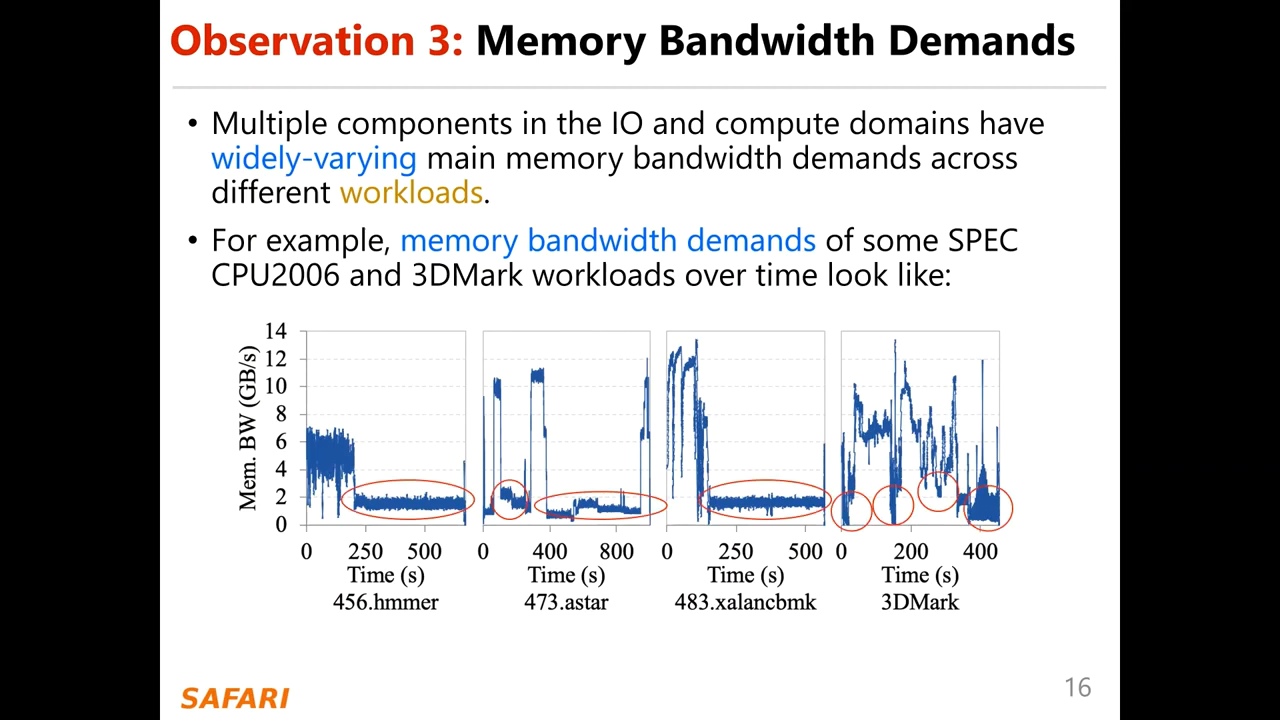 Observation 3: Memory Bandwidth Demands
• Multiple components in the IO and compute domains have
widely-varying main memory bandwidth demands across
different workloads.
• For example, memory bandwidth demands of some SPEC
CPU2006 and 3DMark workloads over time look like:
Mem. BW (GB/s)
14
12
10
8
6
4
2
0
0 250 500
Time (s)
456.hmmer
0 400 800
Time (s)
473.astar
0 250 500
Time (s)
483.xalancbmk
0 200 400
Time (s)
3DMark
SAFARI
16